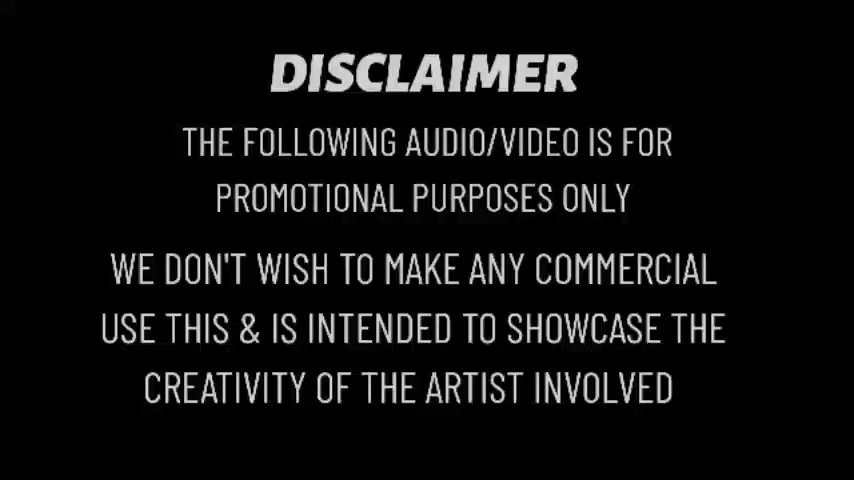 DISCLAIMER
THE FOLLOWING AUDIO/VIDEO IS FOR
PROMOTIONAL PURPOSES ONLY
WE DON'T WISH TO MAKE ANY COMMERCIAL
USE THIS & IS INTENDED TO SHOWCASE THE
CREATIVITY OF THE ARTIST INVOLVED